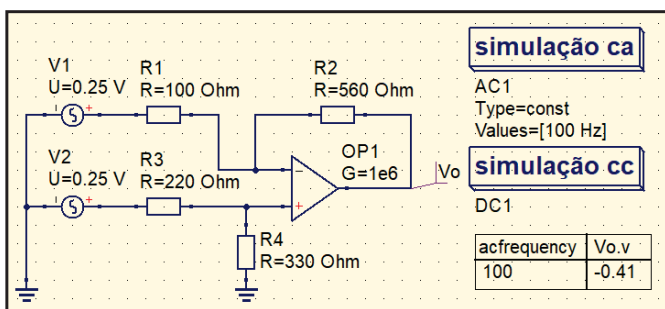 V1
U=0.25 V
R1
R=100 Ohm
R2
R=560 Ohm
V2
U=0.25 V
R3
R=220 Ohm
OP1
G=1e6
Vo
R4
R=330 Ohm
simulação ca
AC1
Type=const
Values=[100 Hz]
simulação cc
DC1
acfrequency Vo.v
100 -0.41